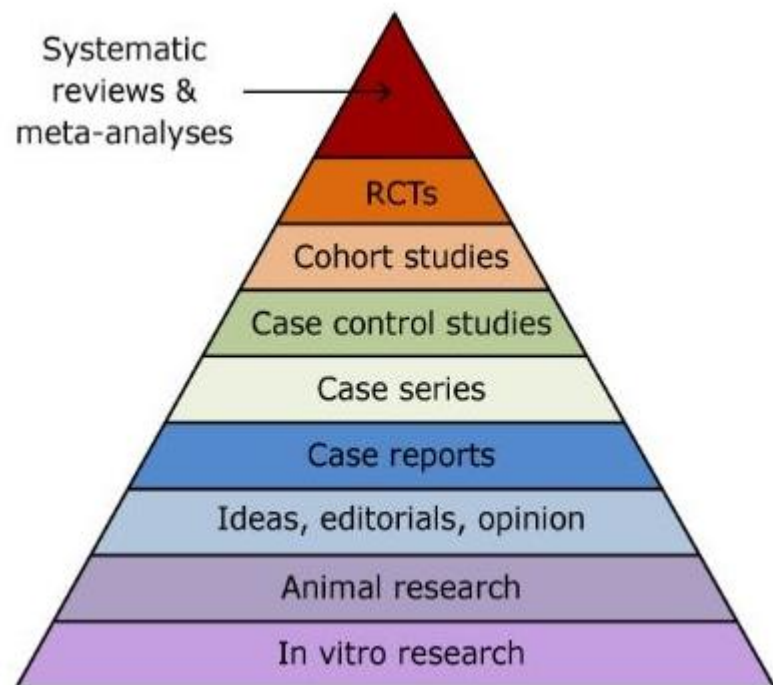 Systematic
reviews &
meta-analyses
RCTs
Cohort studies
Case control studies
Case series
Case reports
Ideas, editorials, opinion
Animal research
In vitro research